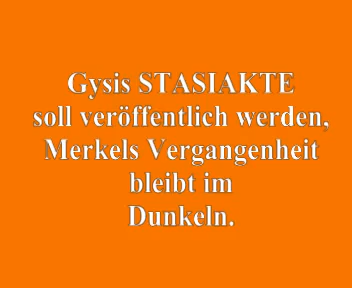 Gysis STASIAKTE
soll veröffentlich werden,
Merkels Vergangenheit
bleibt im
Dunkeln.